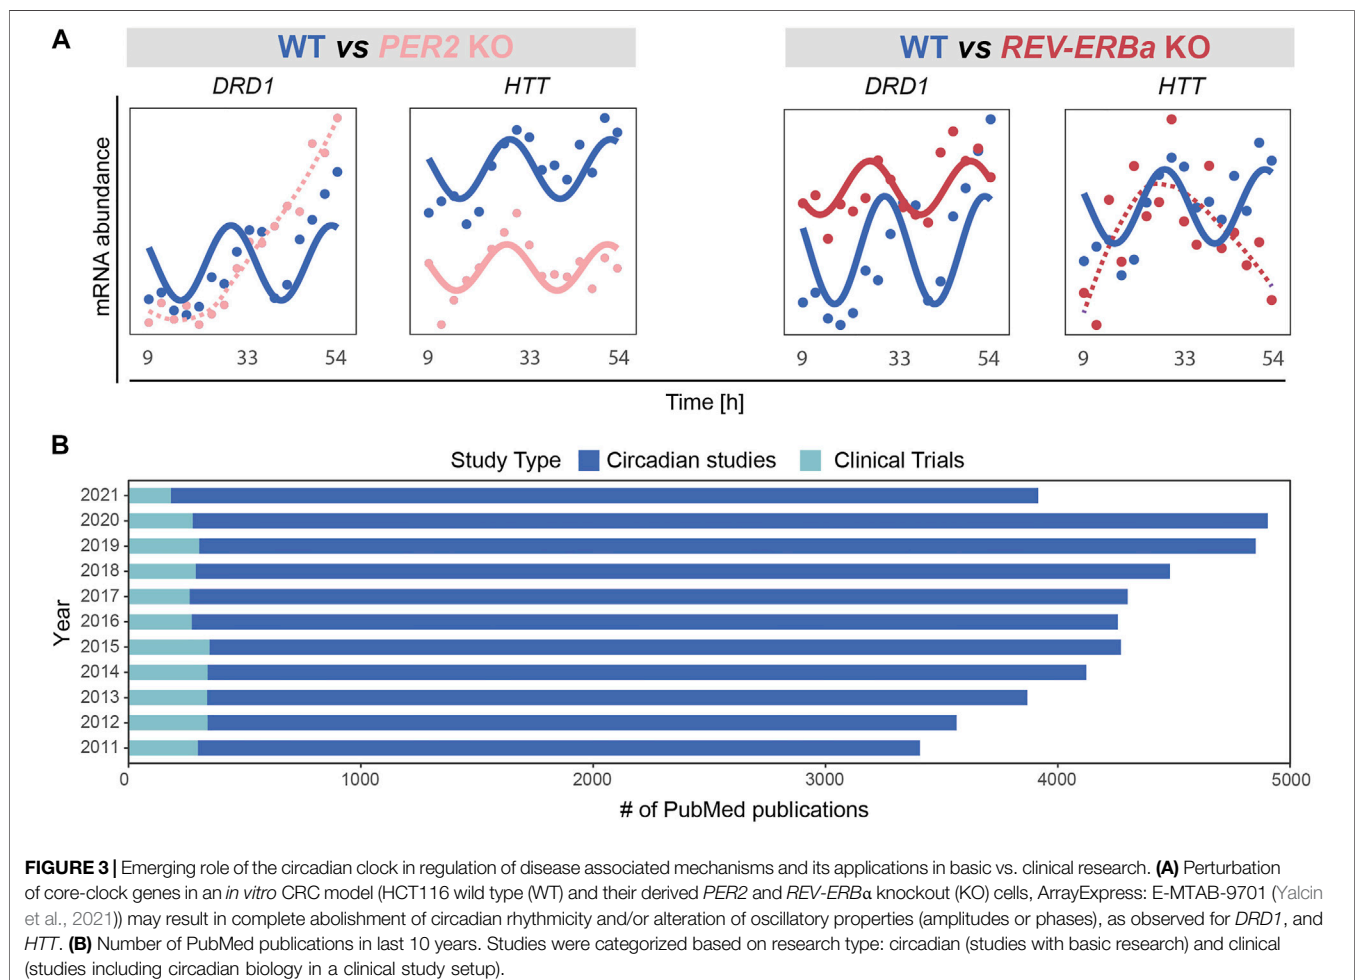 A
WT vs PER2 KO
WT vs REV-ERBa KO
DRD1
HTT
DRD1
HTT
mRNA abundance
9 33 54
9 33 54
9 33 54
9 33 54
Time [h]
B
Study Type Circadian studies Clinical Trials
Year
2021
2020
2019
2018
2017
2016
2015
2014
2013
2012
2011
0 1000 2000 3000 4000 5000
# of PubMed publications
FIGURE 3 | Emerging role of the circadian clock in regulation of disease associated mechanisms and its applications in basic vs. clinical research. (A) Perturbation
of core-clock genes in an in vitro CRC model (HCT116 wild type (WT) and their derived PER2 and REV-ERBα knockout (KO) cells, ArrayExpress: E-MTAB-9701 (Yalcin
et al., 2021)) may result in complete abolishment of circadian rhythmicity and/or alteration of oscillatory properties (amplitudes or phases), as observed for DRD1, and
HTT. (B) Number of PubMed publications in last 10 years. Studies were categorized based on research type: circadian (studies with basic research) and clinical
(studies including circadian biology in a clinical study setup).